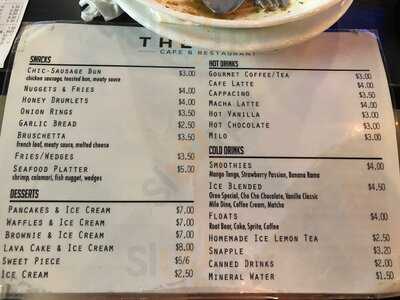 THE
CAFE & RESTAURANT
SNACKS
CHIC-SAUSAGE BUN $3.00
chicken sausage, toasted bun, meaty sauce
NUGGETS & FRIES $4.00
HONEY DRUMLETS $4.00
ONION RINGS $3.50
GARLIC BREAD $2.50
BRUSCHETTA $3.50
french loaf, meaty sauce, melted cheese
FRIES/WEDGES $3.50
SEAFOOD PLATTER $5.00
shrimp, calamari, fish nugget, wedges
DESSERTS
PANCAKES & ICE CREAM $7.00
WAFFLES & ICE CREAM $7.00
BROWNIE & ICE CREAM $7.00
LAVA CAKE & ICE CREAM $8.00
SWEET PIECE $5/6
ICE CREAM $2.50
HOT DRINKS
GOURMET COFFEE/TEA $3.00
CAFE LATTE $4.00
CAPPACINO $3.50
MACHA LATTE $4.00
HOT VANILLA $3.00
HOT CHOCOLATE $3.00
MILO $3.00
COLD DRINKS
SMOOTHIES $4.00
Mango Tango, Strawberry Passion, Banana Rama
ICE BLENDED $4.50
Oreo Special, Cho Cho Chocolate, Vanilla Classic
Milo Dino, Coffee Cream, Matcha
FLOATS $4.00
Root Bear, Coke, Sprite, Coffee
HOMEMADE ICE LEMON TEA $2.50
SNAPPLE $3.20
CANNED DRINKS $2.00
MINERAL WATER $1.50